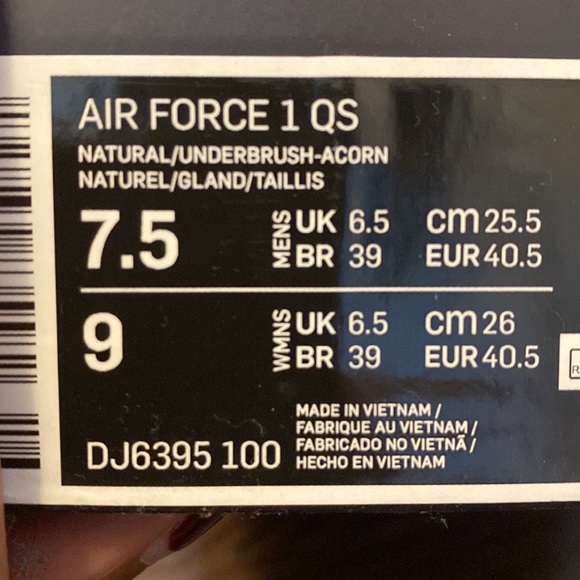 AIR FORCE 1 QS
NATURAL/UNDERBRUSH-ACORN
NATUREL/GLAND/TAILLIS
7.5 MENS UK 6.5 cm 25.5
BR 39 EUR 40.5
9 WMNS UK 6.5 cm 26
BR 39 EUR 40.5
MADE IN VIETNAM /
FABRIQUE AU VIETNAM /
FABRICADO NO VIETNÃ /
HECHO EN VIETNAM
DJ6395 100
R